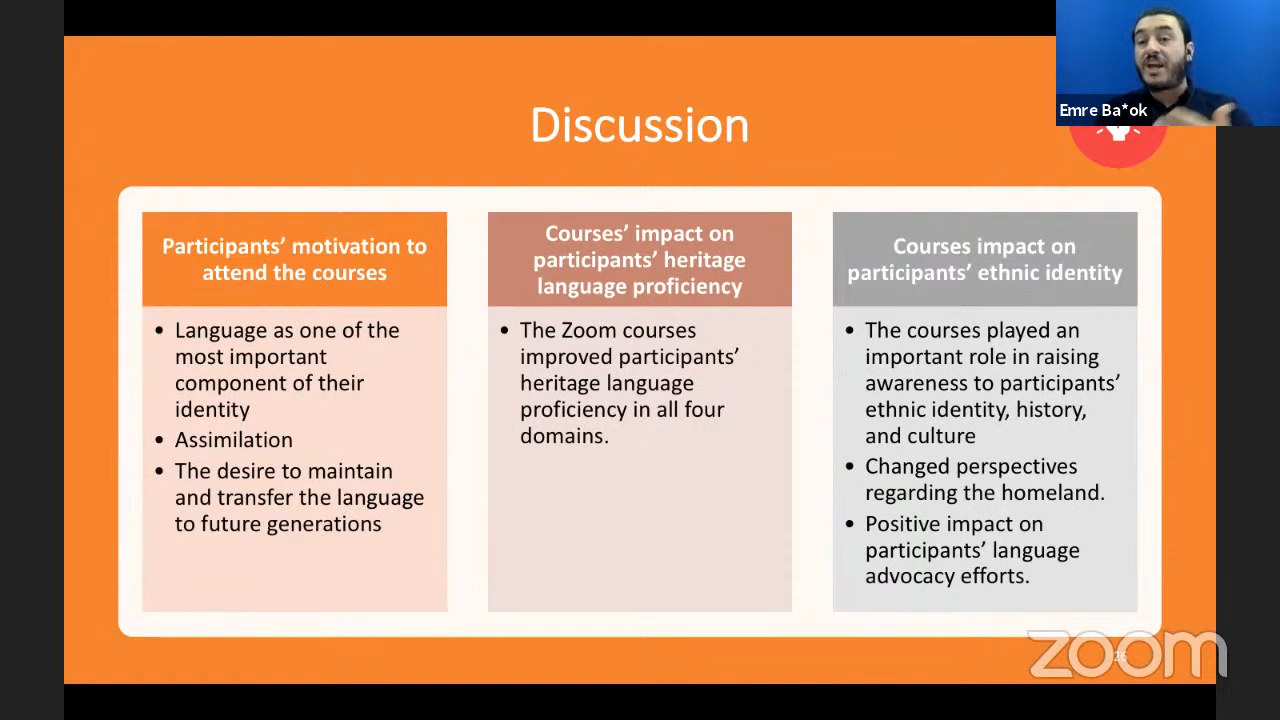 Emre Ba*ok
Discussion
Participants’ motivation to
attend the courses
• Language as one of the
most important
component of their
identity
• Assimilation
• The desire to maintain
and transfer the language
to future generations
Courses’ impact on
participants’ heritage
language proficiency
• The Zoom courses
improved participants’
heritage language
proficiency in all four
domains.
Courses impact on
participants’ ethnic identity
• The courses played an
important role in raising
awareness to participants’
ethnic identity, history,
and culture
• Changed perspectives
regarding the homeland.
• Positive impact on
participants’ language
advocacy efforts.
zoom
26